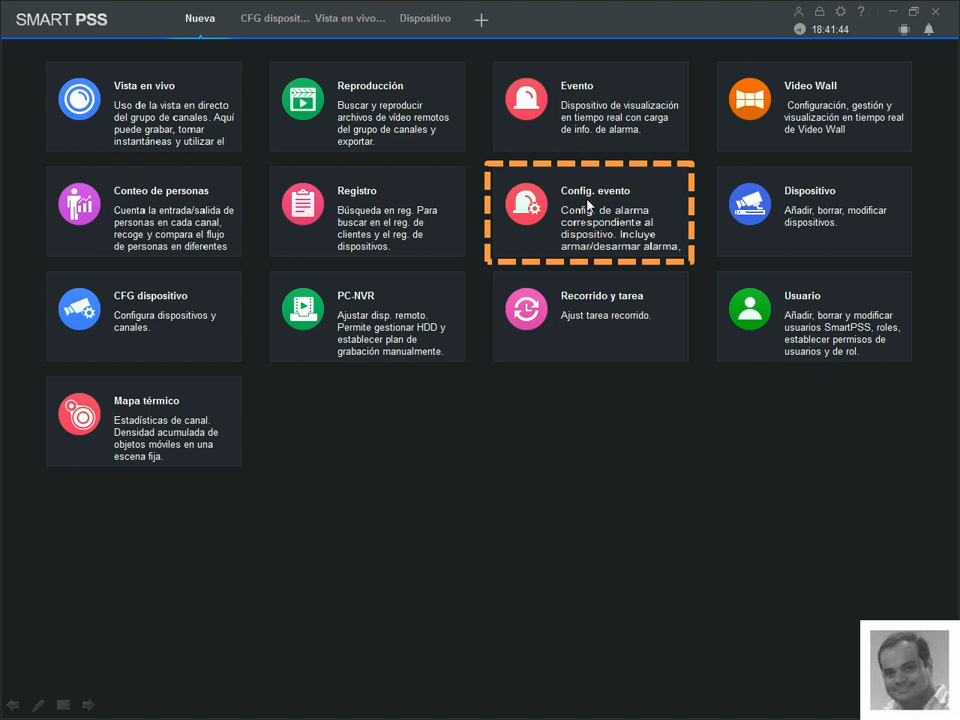 SMART PSS
Nueva
CFG disposit...
Vista en vivo...
Dispositivo
18:41:44
Vista en vivo
Uso de la vista en directo
del grupo de canales. Aquí
puede grabar, tomar
instantáneas y utilizar el
Reproducción
Buscar y reproducir
archivos de vídeo remotos
del grupo de canales y
exportar.
Evento
Dispositivo de visualización
en tiempo real con carga
de info. de alarma.
Video Wall
Configuración, gestión y
visualización en tiempo real
de Video Wall
Conteo de personas
Cuenta la entrada/salida de
personas en cada canal,
recoge y compara el flujo
de personas en diferentes
Registro
Búsqueda en reg. Para
buscar en el reg. de
clientes y el reg. de
dispositivos.
Config. evento
Config. de alarma
correspondiente al
dispositivo. Incluye
armar/desarmar alarma,
Dispositivo
Añadir, borrar, modificar
dispositivos.
CFG dispositivo
Configura dispositivos y
canales.
PC-NVR
Ajustar disp. remoto.
Permite gestionar HDD y
establecer plan de
grabación manualmente.
Recorrido y tarea
Ajust tarea recorrido.
Usuario
Añadir, borrar y modificar
usuarios SmartPSS, roles,
establecer permisos de
usuarios y de rol.
Mapa térmico
Estadísticas de canal.
Densidad acumulada de
objetos móviles en una
escena fija.